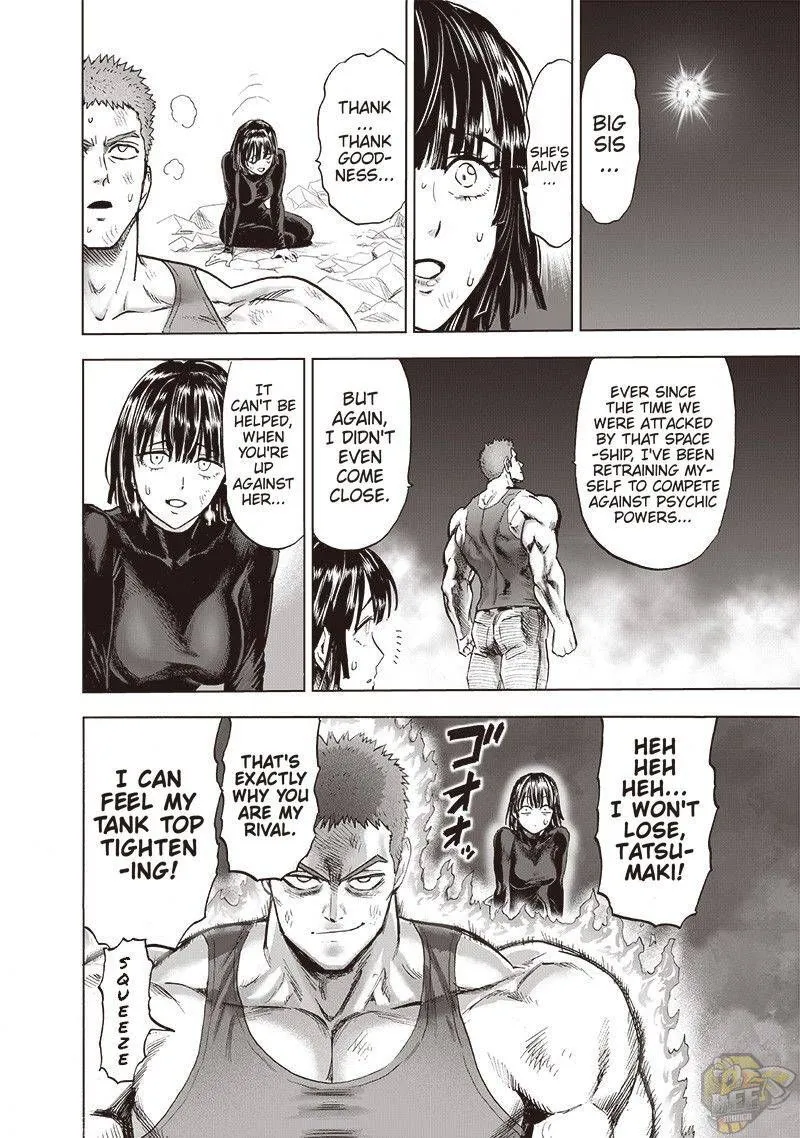 BIG
SIS
...
SHE'S
ALIVE...
THANK
...
THANK
GOOD-
NESS...
EVER SINCE
THE TIME WE
WERE ATTACKED
BY THAT SPACE
-SHIP, I'VE BEEN
RETRAINING MY-
SELF TO COMPETE
AGAINST PSYCHIC
POWERS...
BUT
AGAIN,
I DIDN'T
EVEN
COME
CLOSE.
IT
CAN'T BE
HELPED,
WHEN
YOU'RE
UP
AGAINST
HER...
HEH
HEH
HEH...
I WON'T
LOSE,
TATSU-
MAKI!
ゴオオッ
THAT'S
EXACTLY
WHY YOU
ARE MY
RIVAL.
I CAN
FEEL MY
TANK TOP
TIGHTEN
-ING!
SQUEEZE